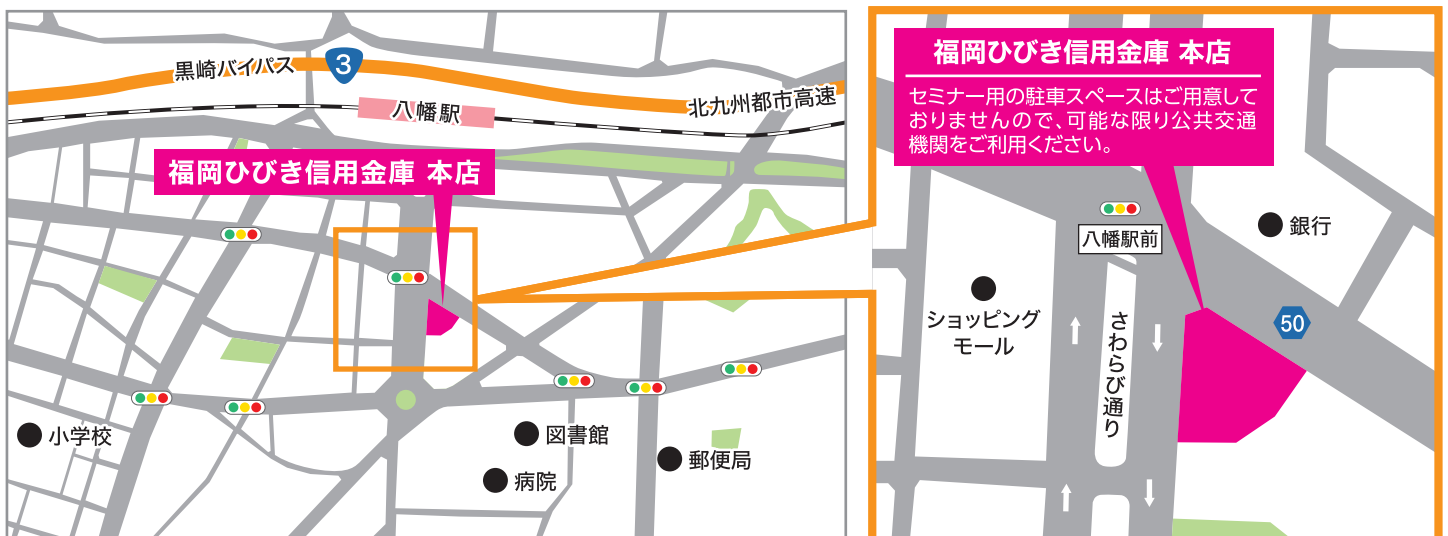 黒崎バイパス
3
八幡駅
北九州都市高速
福岡ひびき信用金庫 本店
小学校
図書館
病院
郵便局
福岡ひびき信用金庫 本店
セミナー用の駐車スペースはご用意して
おりませんので、可能な限り公共交通
機関をご利用ください。
八幡駅前
銀行
ショッピング
モール
さわらび通り
50